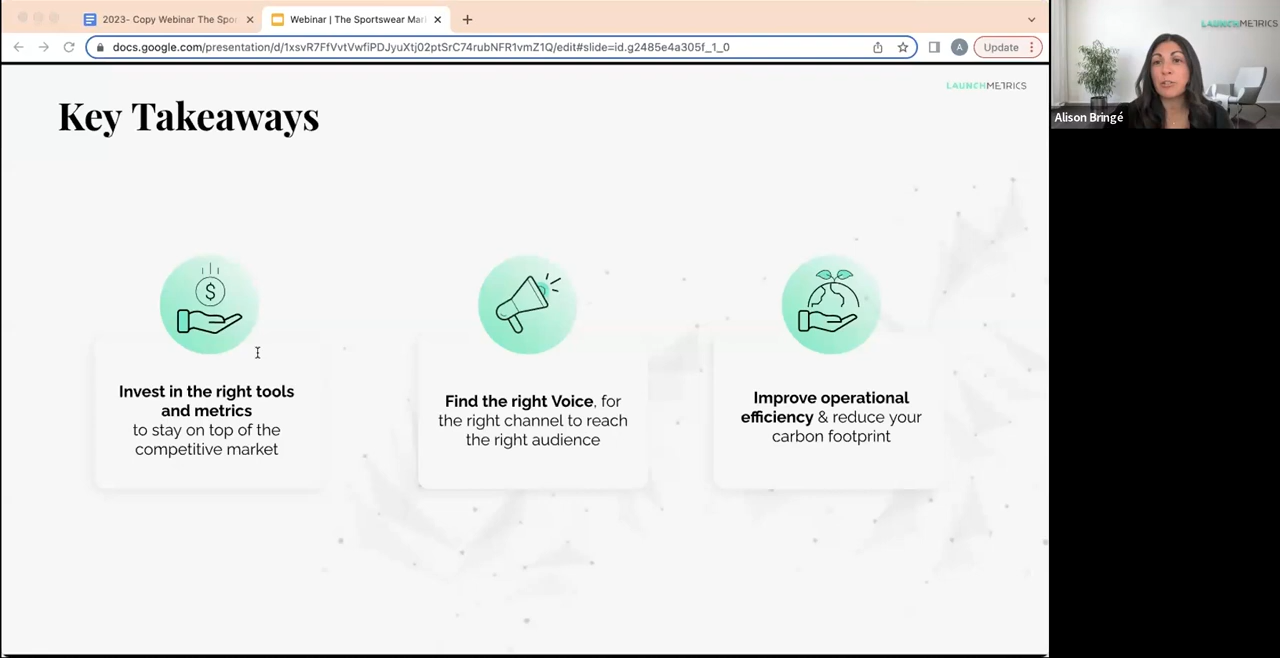 2023- Copy Webinar The Spo
Webinar | The Sportswear Mar
docs.google.com/presentation/d/1xsvR7FfVvtVwfiPDJyuXtj02ptSrC74rubNFR1vmZ1Q/edit#slide=id.g2485e4a305f_1_0
A
Update
LAUNCHMETRICS
LAUNCHMETRICS
Alison Bringé
Key Takeaways
$
Invest in the right tools
and metrics
to stay on top of the
competitive market
Find the right Voice, for
the right channel to reach
the right audience
Improve operational
efficiency & reduce your
carbon footprint